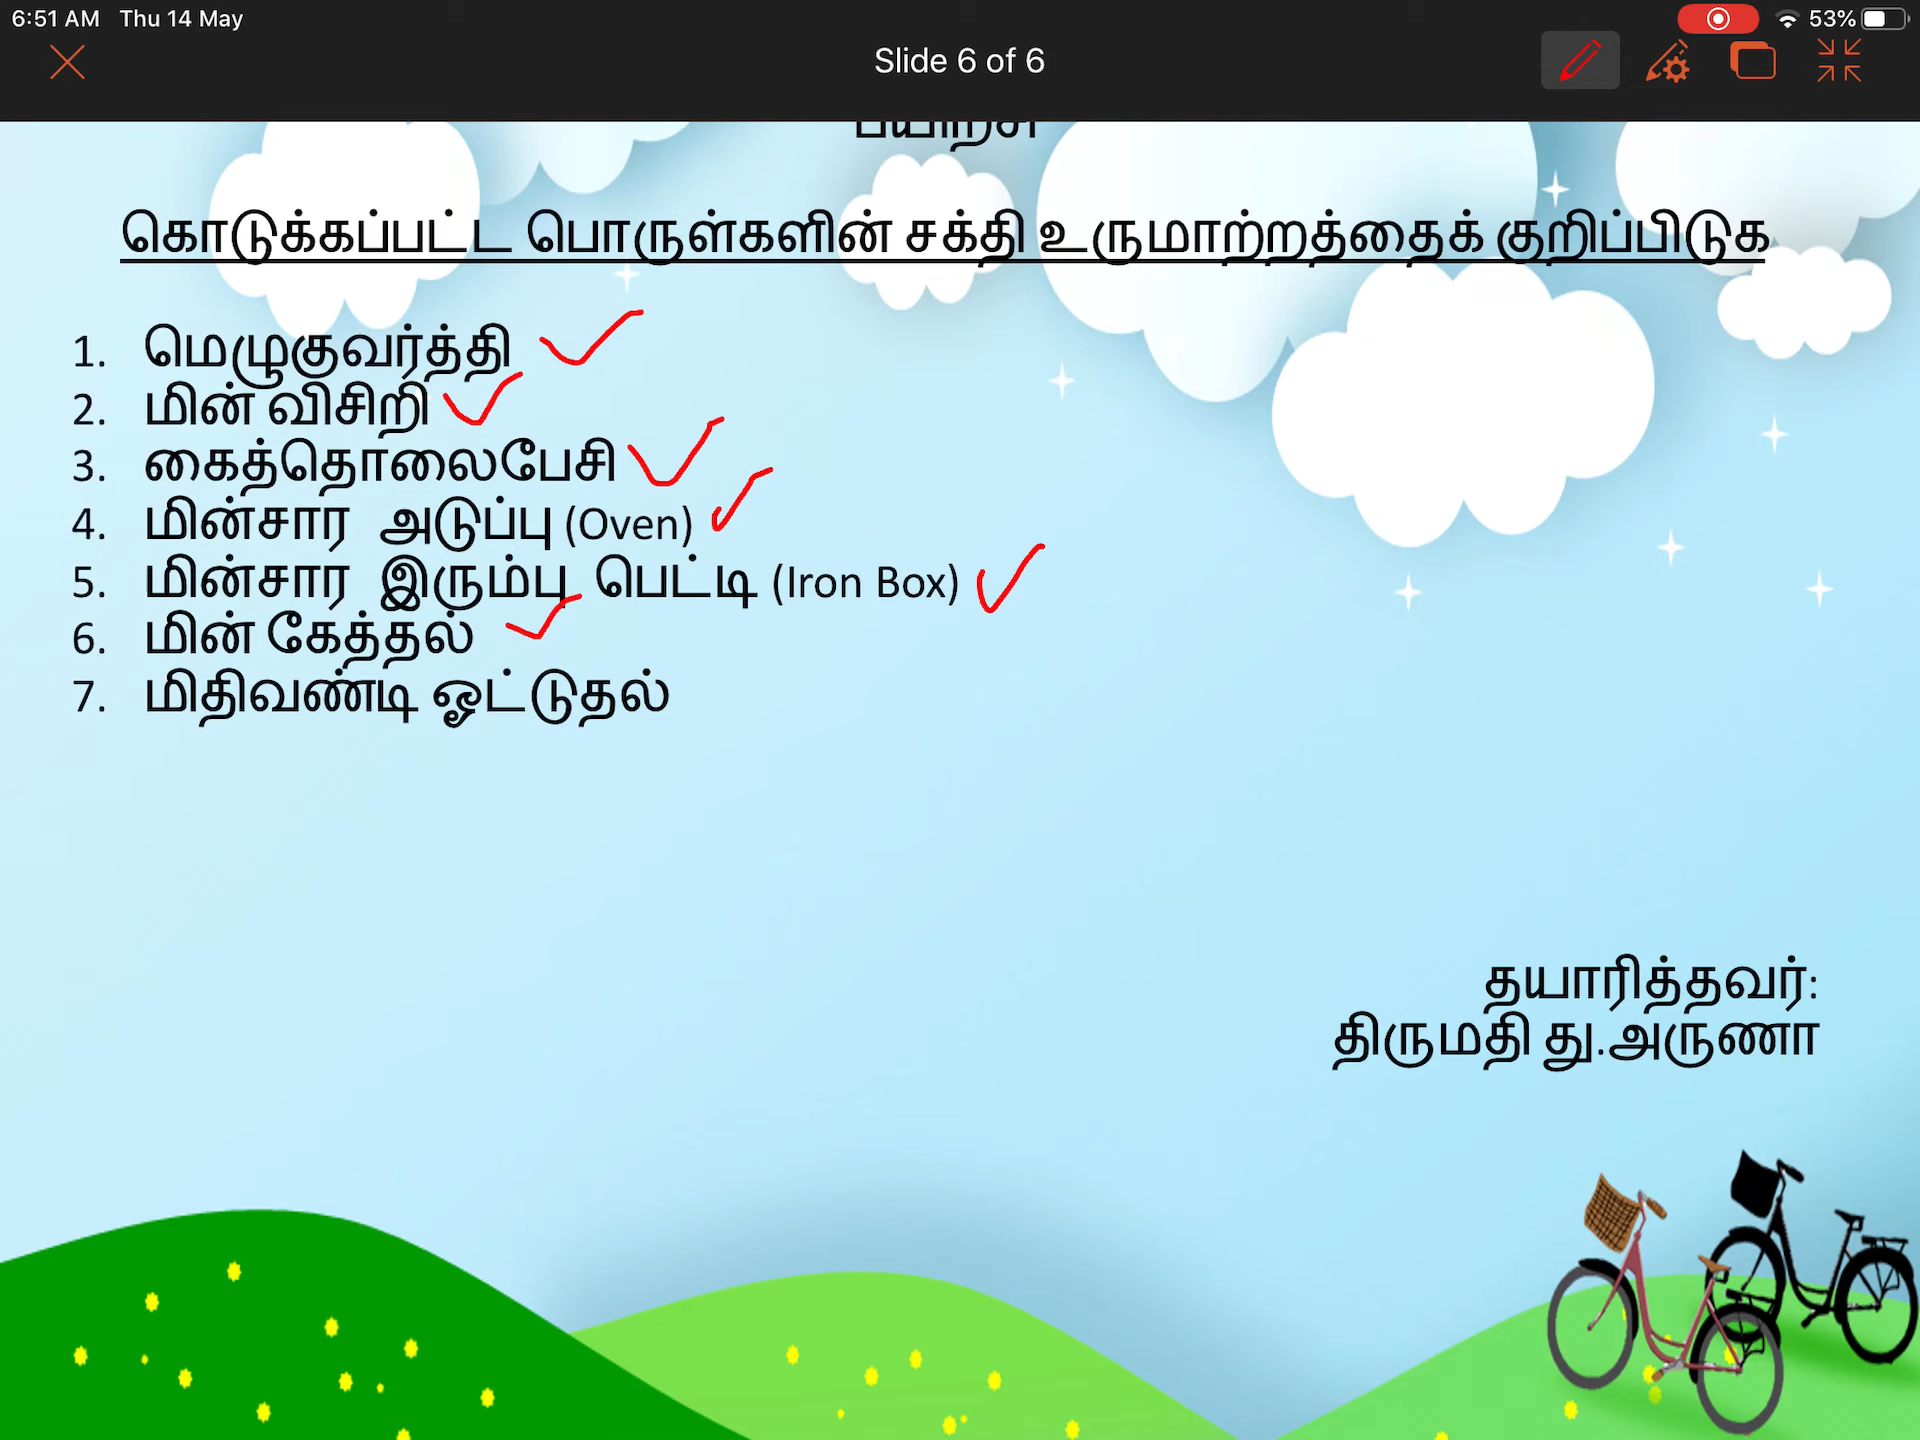 6:51 AM Thu 14 May
53%
Slide 6 of 6
பயிற்சி
கொடுக்கப்பட்ட பொருள்களின் சக்தி உருமாற்றத்தைக் குறிப்பிடுக
1. மெழுகுவர்த்தி
2. மின் விசிறி
3. கைத்தொலைபேசி
4. மின்சார அடுப்பு (Oven)
5. மின்சார இரும்பு பெட்டி (Iron Box)
6. மின் கேத்தல்
7. மிதிவண்டி ஓட்டுதல்
தயாரித்தவர்:
திருமதி து.அருணா